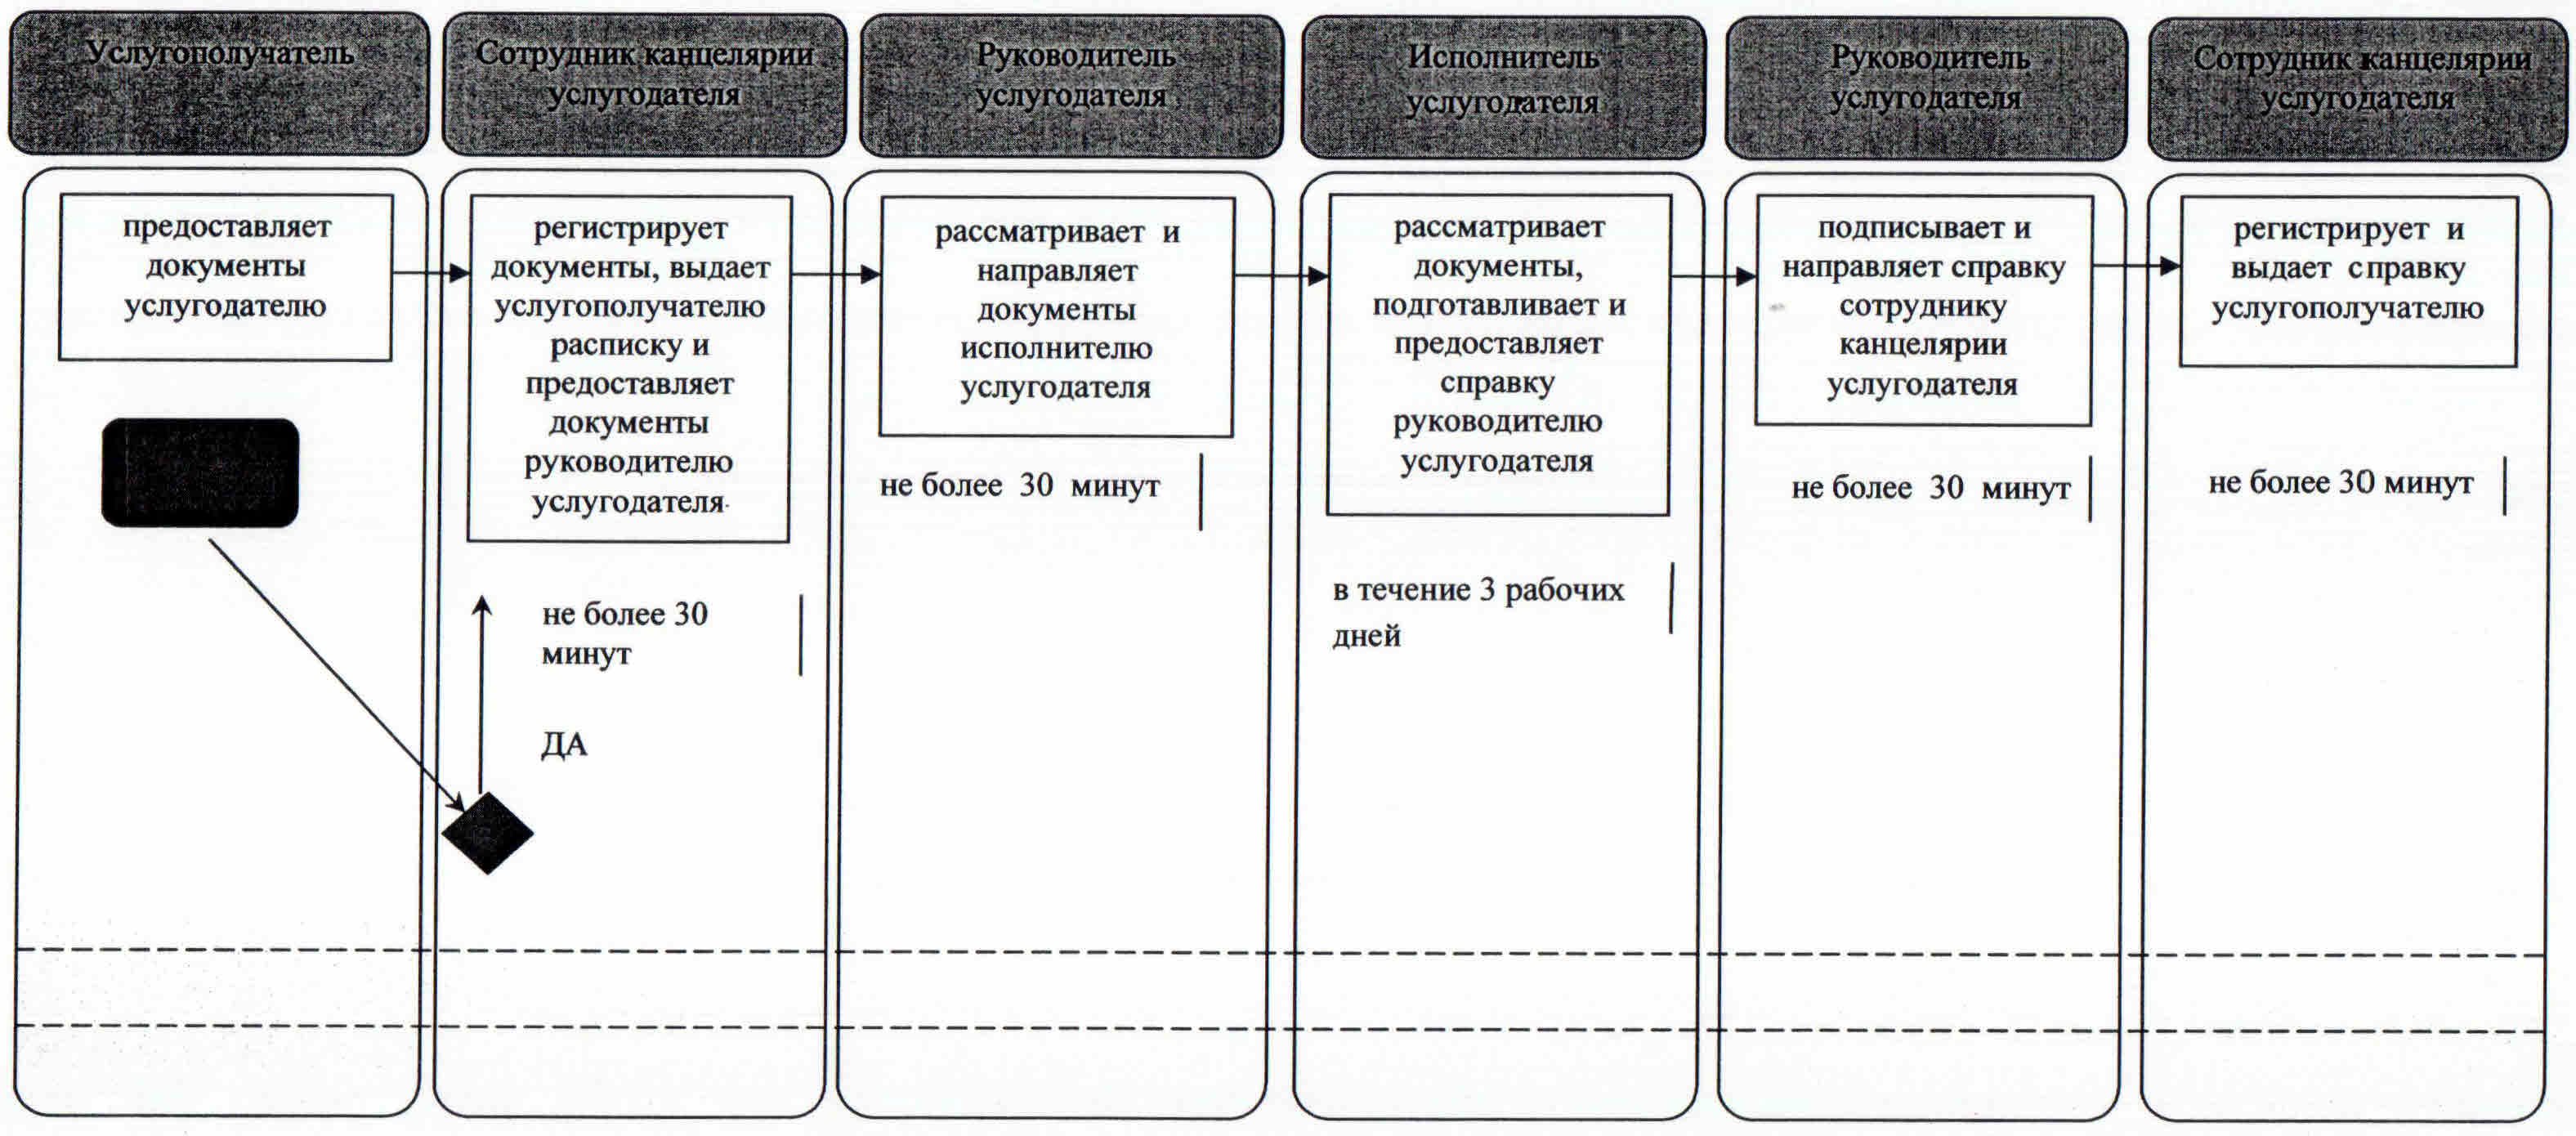 Услугополучатель
Сотрудник канцелярии
услугодателя
Руководитель
услугодателя
Исполнитель
услугодателя
Руководитель
услугодателя
Сотрудник канцелярии
услугодателя
предоставляет
документы
услугодателю
регистрирует
документы, выдает
услугополучателю
расписку и
предоставляет
документы
руководителю
услугодателя
не более 30
минут
ДА
рассматривает и
направляет
документы
исполнителю
услугодателя
не более 30 минут
рассматривает
документы,
подготавливает и
предоставляет
справку
руководителю
услугодателя
в течение 3 рабочих
дней
подписывает и
направляет справку
сотруднику
канцелярии
услугодателя
не более 30 минут
регистрирует и
выдает справку
услугополучателю
не более 30 минут